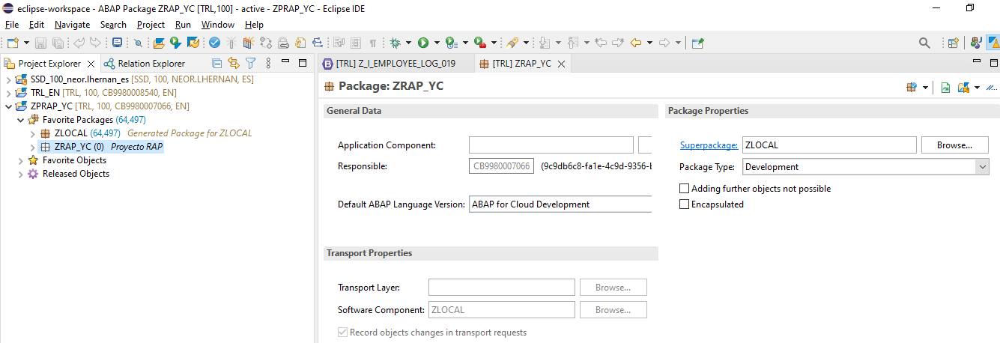 eclipse-workspace - ABAP Package ZRAP_YC [TRL,100] - active - ZPRAP_YC - Eclipse IDE
File Edit Navigate Search Project Run Window Help
Project Explorer Relation Explorer
SSD_100_neor.lhernan_es [SSD, 100, NEOR.LHERNAN, ES]
TRL_EN [TRL, 100, CB9980008540, EN]
ZPRAP_YC [TRL, 100, CB9980007066, EN]
Favorite Packages (64,497)
ZLOCAL (64,497) Generated Package for ZLOCAL
ZRAP_YC (0) Proyecto RAP
Favorite Objects
Released Objects
[TRL] Z_I_EMPLOYEE_LOG_019 [TRL] ZRAP_YC
Package: ZRAP_YC
General Data
Application Component:
Responsible: CB9980007066 (9c9db6c8-fa1e-4c9d-9356-b
Default ABAP Language Version: ABAP for Cloud Development
Transport Properties
Transport Layer: Browse...
Software Component: ZLOCAL Browse...
Record objects changes in transport requests
Package Properties
Superpackage: ZLOCAL Browse...
Package Type: Development
Adding further objects not possible
Encapsulated